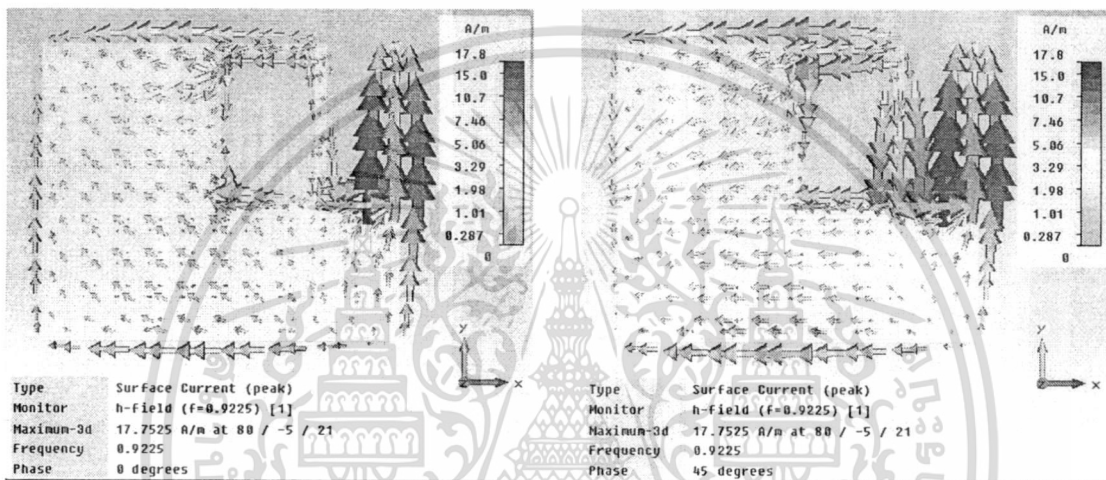 A/m
17.8
15.0
10.7
7.46
5.06
3.29
1.98
1.01
0.287
0
y
z
x
Type Surface Current (peak)
Monitor h-field (f=0.9225) [1]
Maximum-3d 17.7525 A/m at 80 / -5 / 21
Frequency 0.9225
Phase 0 degrees
A/m
17.8
15.0
10.7
7.46
5.06
3.29
1.98
1.01
0.287
0
y
z
x
Type Surface Current (peak)
Monitor h-field (f=0.9225) [1]
Maximum-3d 17.7525 A/m at 80 / -5 / 21
Frequency 0.9225
Phase 45 degrees